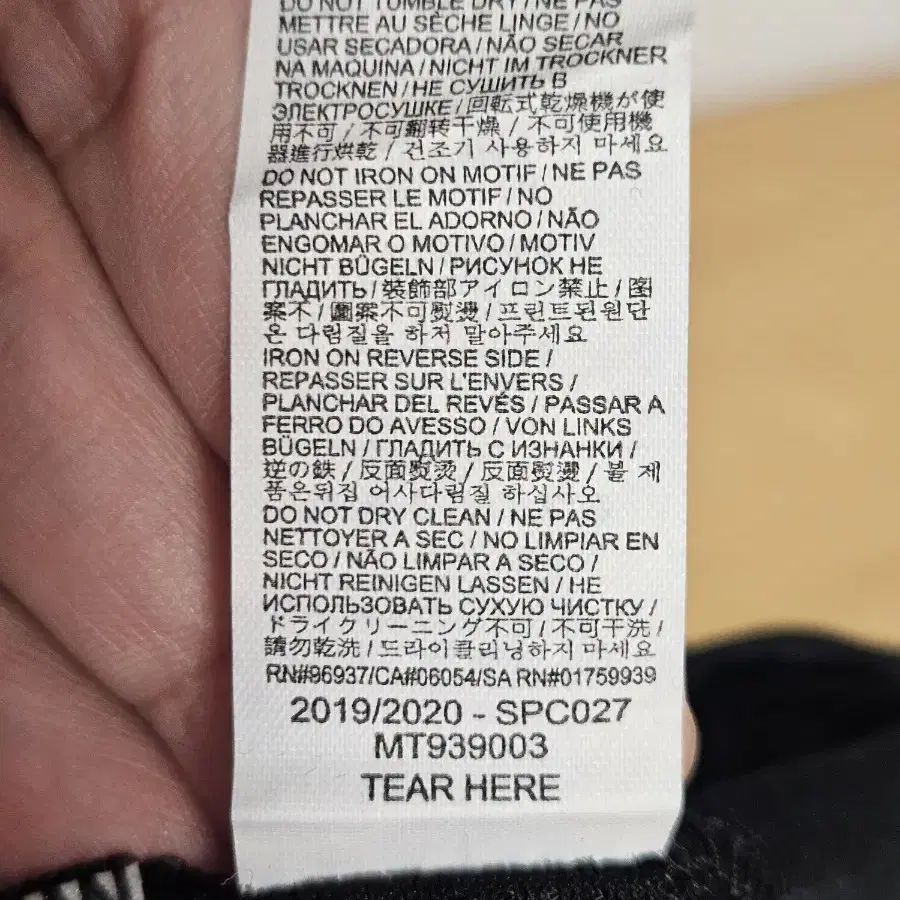 DO NOT TUMBLE DRY / NE PAS
METTRE AU SÈCHE LINGE / NO
USAR SECADORA / NÃO SECAR
NA MAQUINA / NICHT IM TROCKNER
TROCKNEN / НЕ СУШИТЬ В
ЭЛЕКТРОСУШКЕ / 回転式乾燥機が使
用不可 / 不可翻转干燥 / 不可使用機
器進行烘乾 / 건조기 사용하지 마세요
DO NOT IRON ON MOTIF / NE PAS
REPASSER LE MOTIF / NO
PLANCHAR EL ADORNO / NÃO
ENGOMAR O MOTIVO / MOTIV
NICHT BÜGELN / РИСУНОК НЕ
ГЛАДИТЬ / 裝飾部アイロン禁止 / 图
案不 / 圖案不可熨燙 / 프린트된원단
은 다림질을 하저 말아주세요
IRON ON REVERSE SIDE /
REPASSER SUR L'ENVERS /
PLANCHAR DEL REVÉS / PASSAR A
FERRO DO AVESSO / VON LINKS
BÜGELN / ГЛАДИТЬ С ИЗНАНКИ /
逆の鉄 / 反面熨烫 / 反面熨燙 / 본 제
품은뒤집 어사다림질 하십사오
DO NOT DRY CLEAN / NE PAS
NETTOYER A SEC / NO LIMPIAR EN
SECO / NÃO LIMPAR A SECO /
NICHT REINIGEN LASSEN / НЕ
ИСПОЛЬЗОВАТЬ СУХУЮ ЧИСТКУ /
ドライクリーニング不可 / 不可干洗 /
請勿乾洗 / 드라이클리닝하지 마세요
RN#96937/CA#06054/SA RN#01759939
2019/2020 - SPC027
MT939003
TEAR HERE